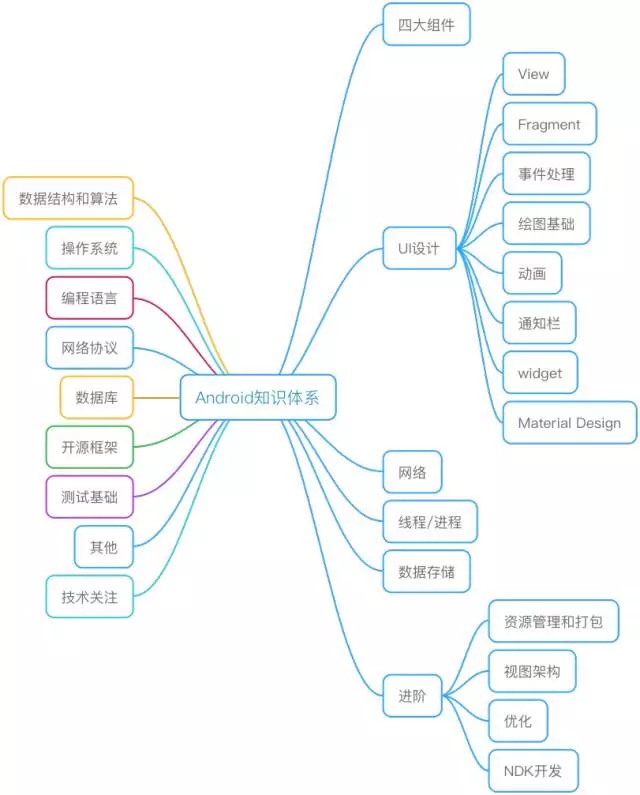 四大组件
View
Fragment
事件处理
数据结构和算法
绘图基础
操作系统
UI设计
动画
编程语言
通知栏
网络协议
widget
数据库
Android知识体系
Material Design
开源框架
网络
测试基础
线程/进程
其他
数据存储
技术关注
资源管理和打包
视图架构
进阶
优化
NDK开发